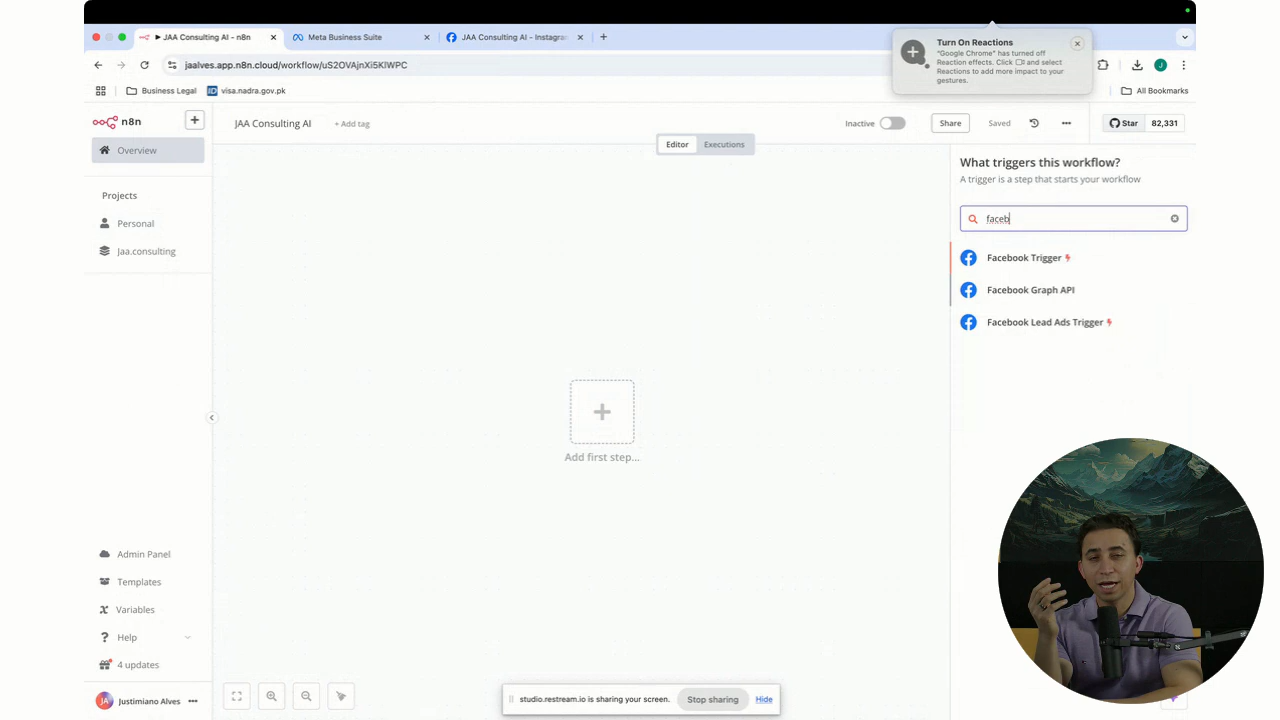 Turn On Reactions
"Google Chrome" has turned off
Reaction effects. Click and select
Reactions to add more impact to your
gestures.
JAA Consulting AI - n8n
Meta Business Suite
JAA Consulting AI - Instagra
jaalves.app.n8n.cloud/workflow/uS2OVAjnXi5KlWPC
J
Business Legal
visa.nadra.gov.pk
All Bookmarks
n8n
JAA Consulting AI
+ Add tag
Inactive
Share
Saved
Star
82,331
Editor
Executions
Overview
Projects
Personal
Jaa.consulting
What triggers this workflow?
A trigger is a step that starts your workflow
faceb
Facebook Trigger
Facebook Graph API
Facebook Lead Ads Trigger
Add first step...
Admin Panel
Templates
Variables
Help
4 updates
JA
Justimiano Alves
studio.restream.io is sharing your screen.
Stop sharing
Hide